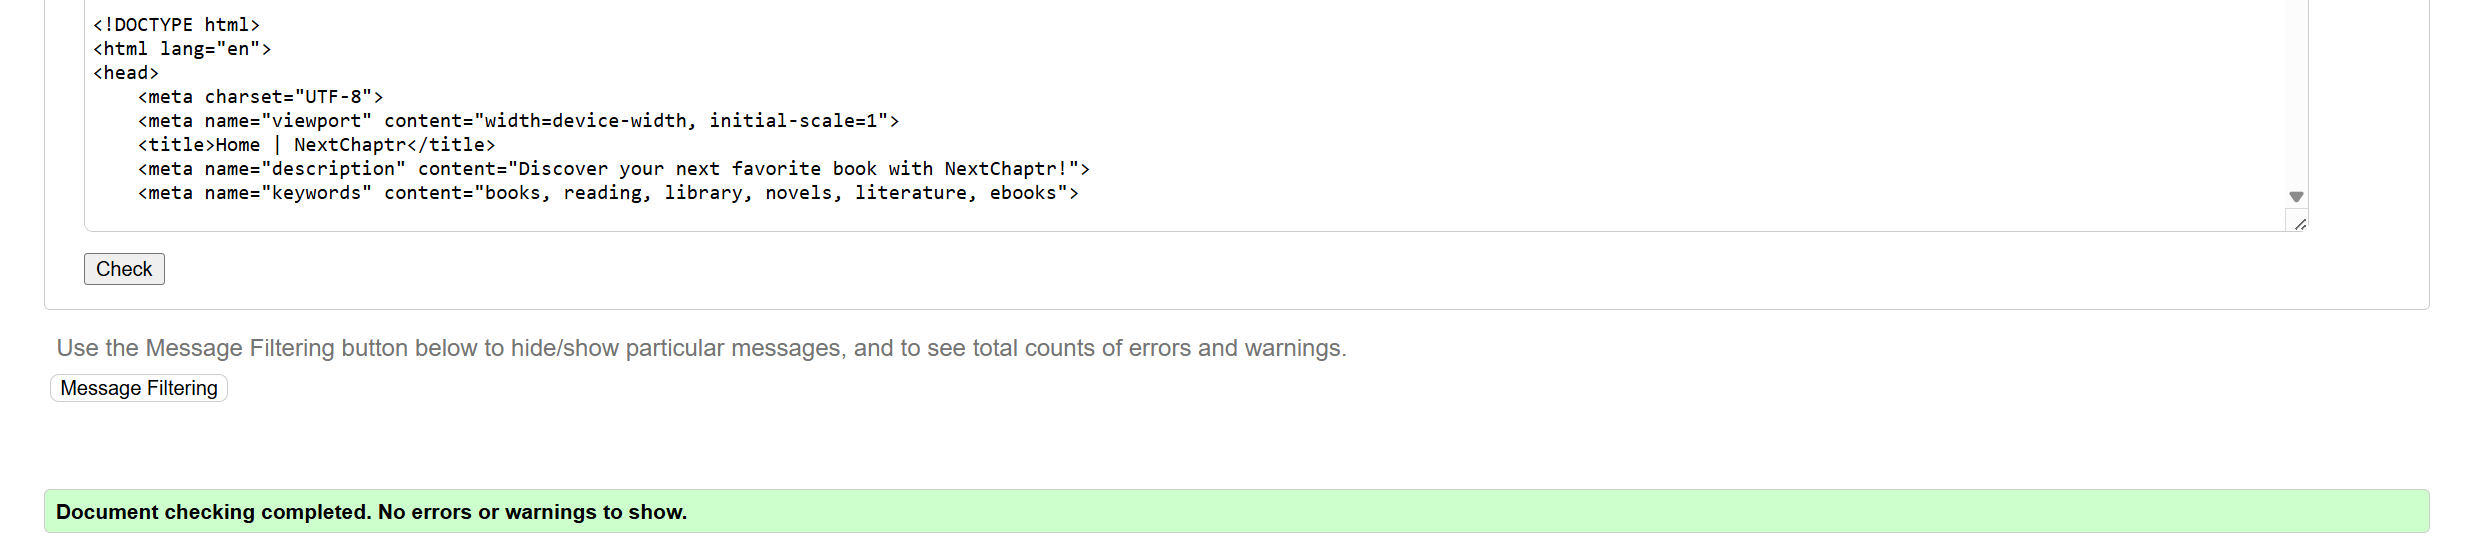 <!DOCTYPE html>
<html lang="en">
<head>
    <meta charset="UTF-8">
    <meta name="viewport" content="width=device-width, initial-scale=1">
    <title>Home | NextChaptr</title>
    <meta name="description" content="Discover your next favorite book with NextChaptr!">
    <meta name="keywords" content="books, reading, library, novels, literature, ebooks">
Check
Use the Message Filtering button below to hide/show particular messages, and to see total counts of errors and warnings.
Message Filtering
Document checking completed. No errors or warnings to show.